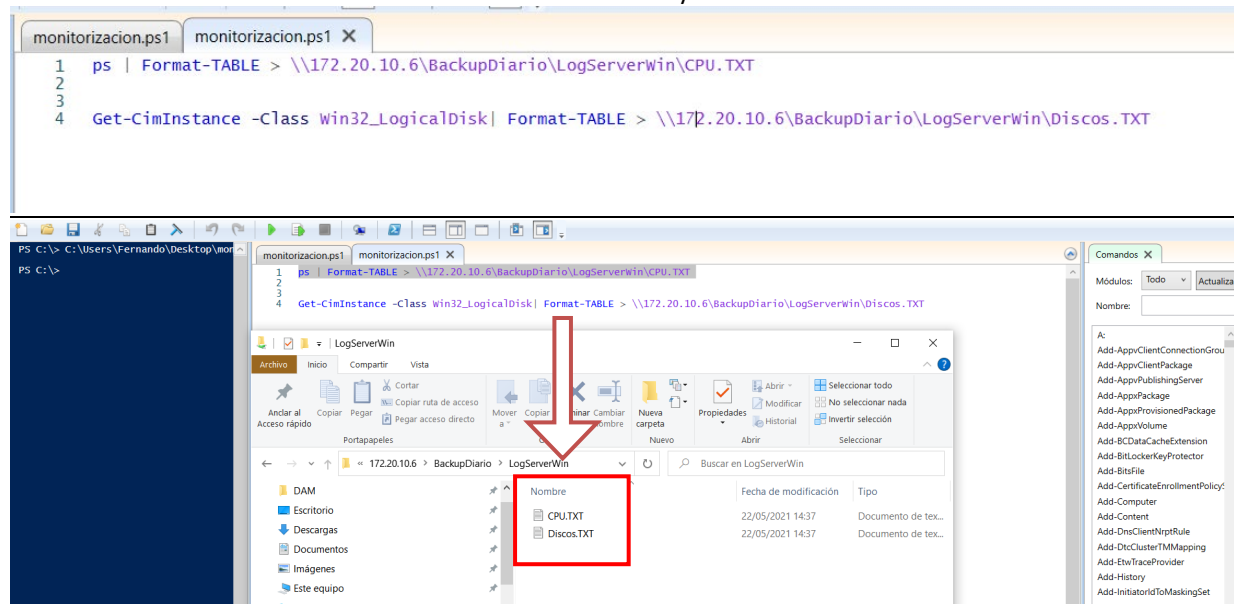 monitorizacion.ps1 monitorizacion.ps1 X
1 ps | Format-TABLE > \\172.20.10.6\BackupDiario\LogServerWin\CPU.TXT
2
3
4 Get-CimInstance -Class Win32_LogicalDisk| Format-TABLE > \\172.20.10.6\BackupDiario\LogServerWin\Discos.TXT
PS C:\> C:\Users\Fernando\Desktop\mon
PS C:\>
monitorizacion.ps1 monitorizacion.ps1 X
1 ps | Format-TABLE > \\172.20.10.6\BackupDiario\LogServerWin\CPU.TXT
2
3
4 Get-CimInstance -Class Win32_LogicalDisk| Format-TABLE > \\172.20.10.6\BackupDiario\LogServerWin\Discos.TXT
LogServerWin
Archivo Inicio Compartir Vista
Anclar al
Acceso rápido
Copiar Pegar
Cortar
Copiar ruta de acceso
Pegar acceso directo
Portapapeles
Mover
a
Copiar
Cambiar
Nueva
carpeta
Nuevo
Propiedades
Abrir
Modificar
Historial
Abrir
Seleccionar todo
No seleccionar nada
Invertir selección
Seleccionar
« 172.20.10.6 > BackupDiario > LogServerWin
Buscar en LogServerWin
DAM
Escritorio
Descargas
Documentos
Imágenes
Este equipo
Nombre Fecha de modificación Tipo
CPU.TXT 22/05/2021 14:37 Documento de tex...
Discos.TXT 22/05/2021 14:37 Documento de tex...
Comandos X
Módulos: Todo Actualiza
Nombre:
A:
Add-AppvClientConnectionGrou
Add-AppvClientPackage
Add-AppvPublishingServer
Add-AppxPackage
Add-AppxProvisionedPackage
Add-AppxVolume
Add-BCDataCacheExtension
Add-BitLockerKeyProtector
Add-BitsFile
Add-CertificateEnrollmentPolicyS
Add-Computer
Add-Content
Add-DnsClientNrptRule
Add-DtcClusterTMMapping
Add-EtwTraceProvider
Add-History
Add-InitiatorIdToMaskingSet